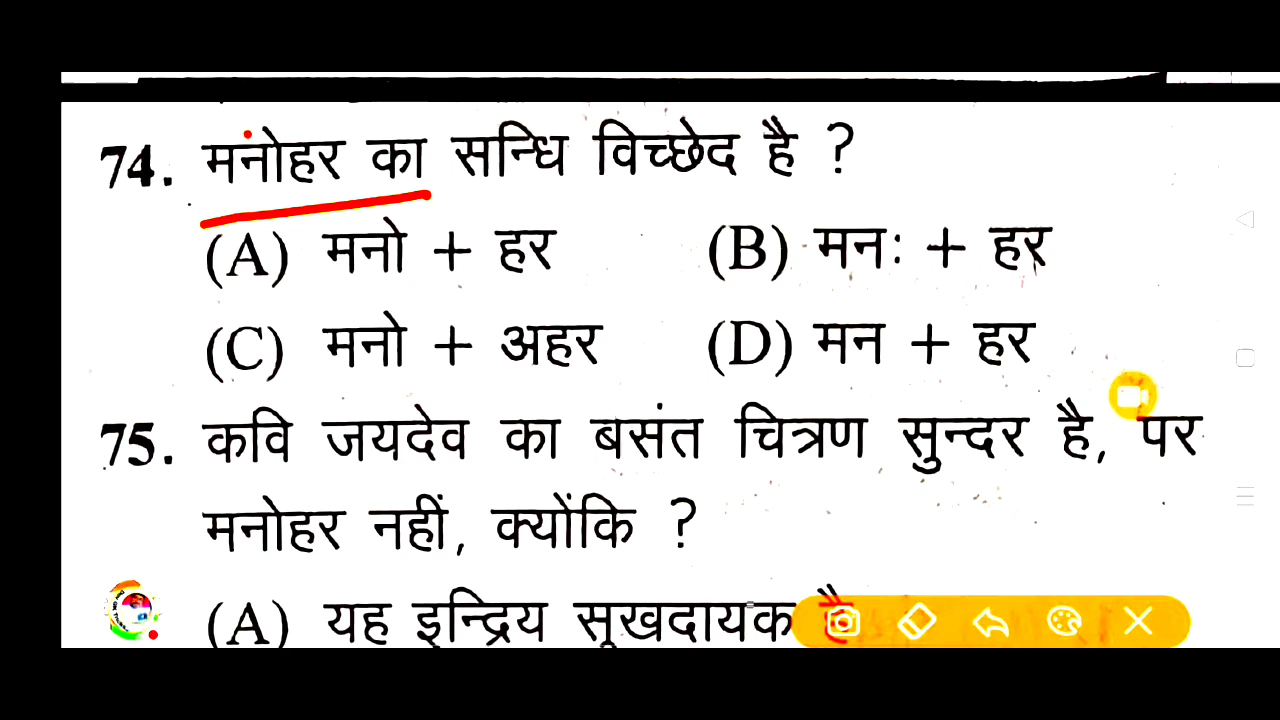 74. मनोहर का सन्धि विच्छेद है ?
(A) मनो + हर (B) मनः + हर
(C) मनो + अहर (D) मन + हर
75. कवि जयदेव का बसंत चित्रण सुन्दर है, पर
मनोहर नहीं, क्योंकि ?
(A) यह इन्द्रिय सुखदायक है